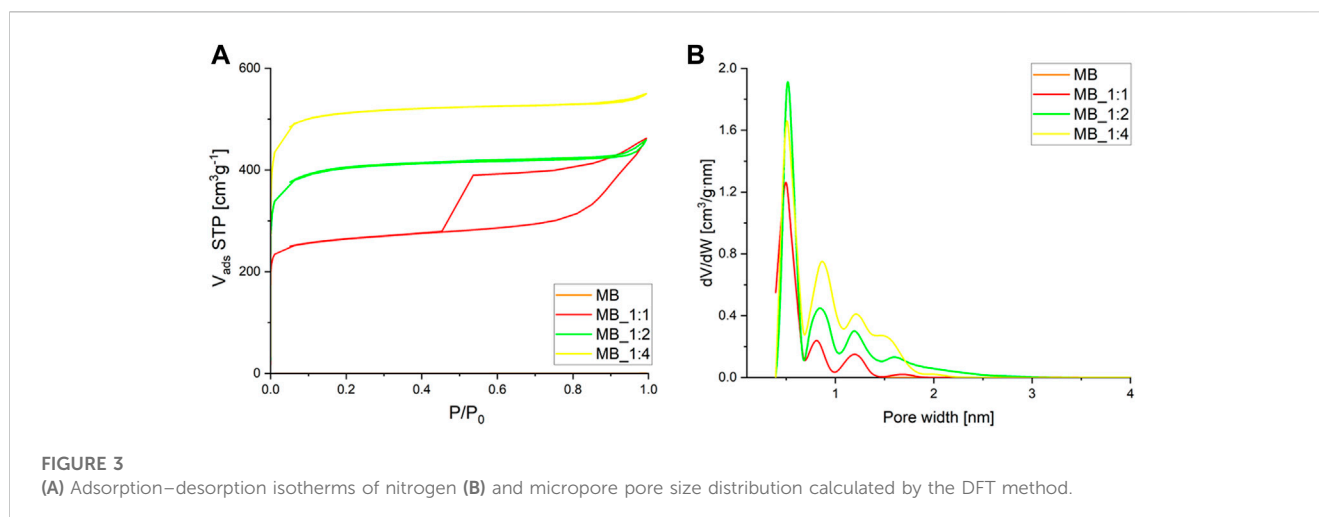 A
600
400
200
0
0.0 0.2 0.4 0.6 0.8 1.0
V_ads STP [cm³g⁻¹]
P/P₀
MB
MB_1:1
MB_1:2
MB_1:4
B
2.0
1.6
1.2
0.8
0.4
0.0
1 2 3 4
dV/dW [cm³/g·nm]
Pore width [nm]
MB
MB_1:1
MB_1:2
MB_1:4
FIGURE 3
(A) Adsorption–desorption isotherms of nitrogen (B) and micropore pore size distribution calculated by the DFT method.